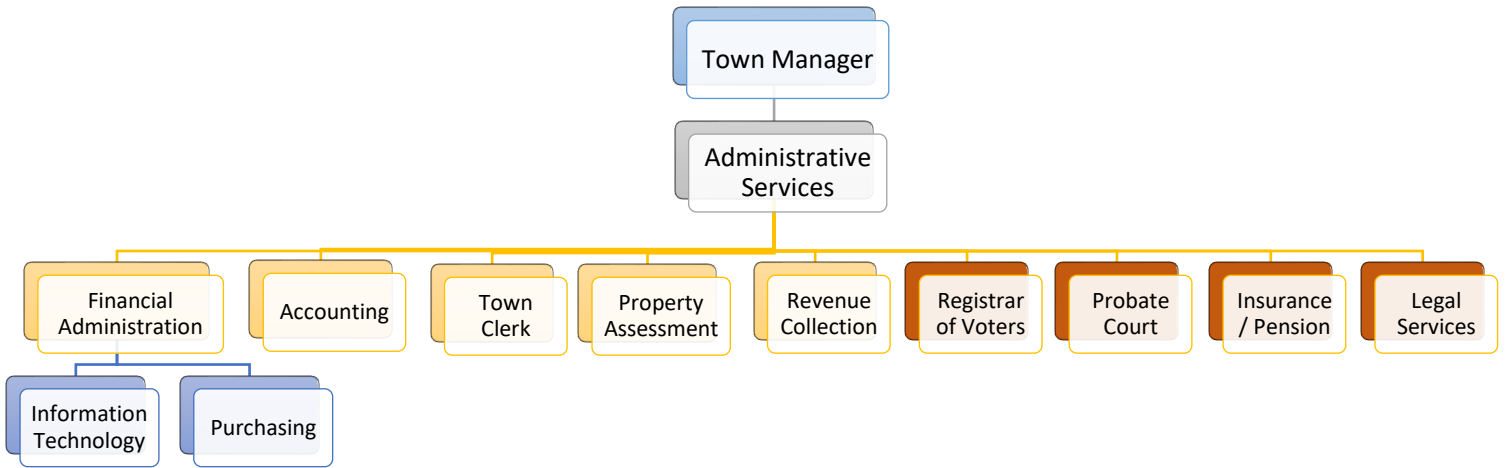 Town Manager
Administrative
Services
Financial
Administration
Accounting
Town
Clerk
Property
Assessment
Revenue
Collection
Registrar
of Voters
Probate
Court
Insurance
/ Pension
Legal
Services
Information
Technology
Purchasing